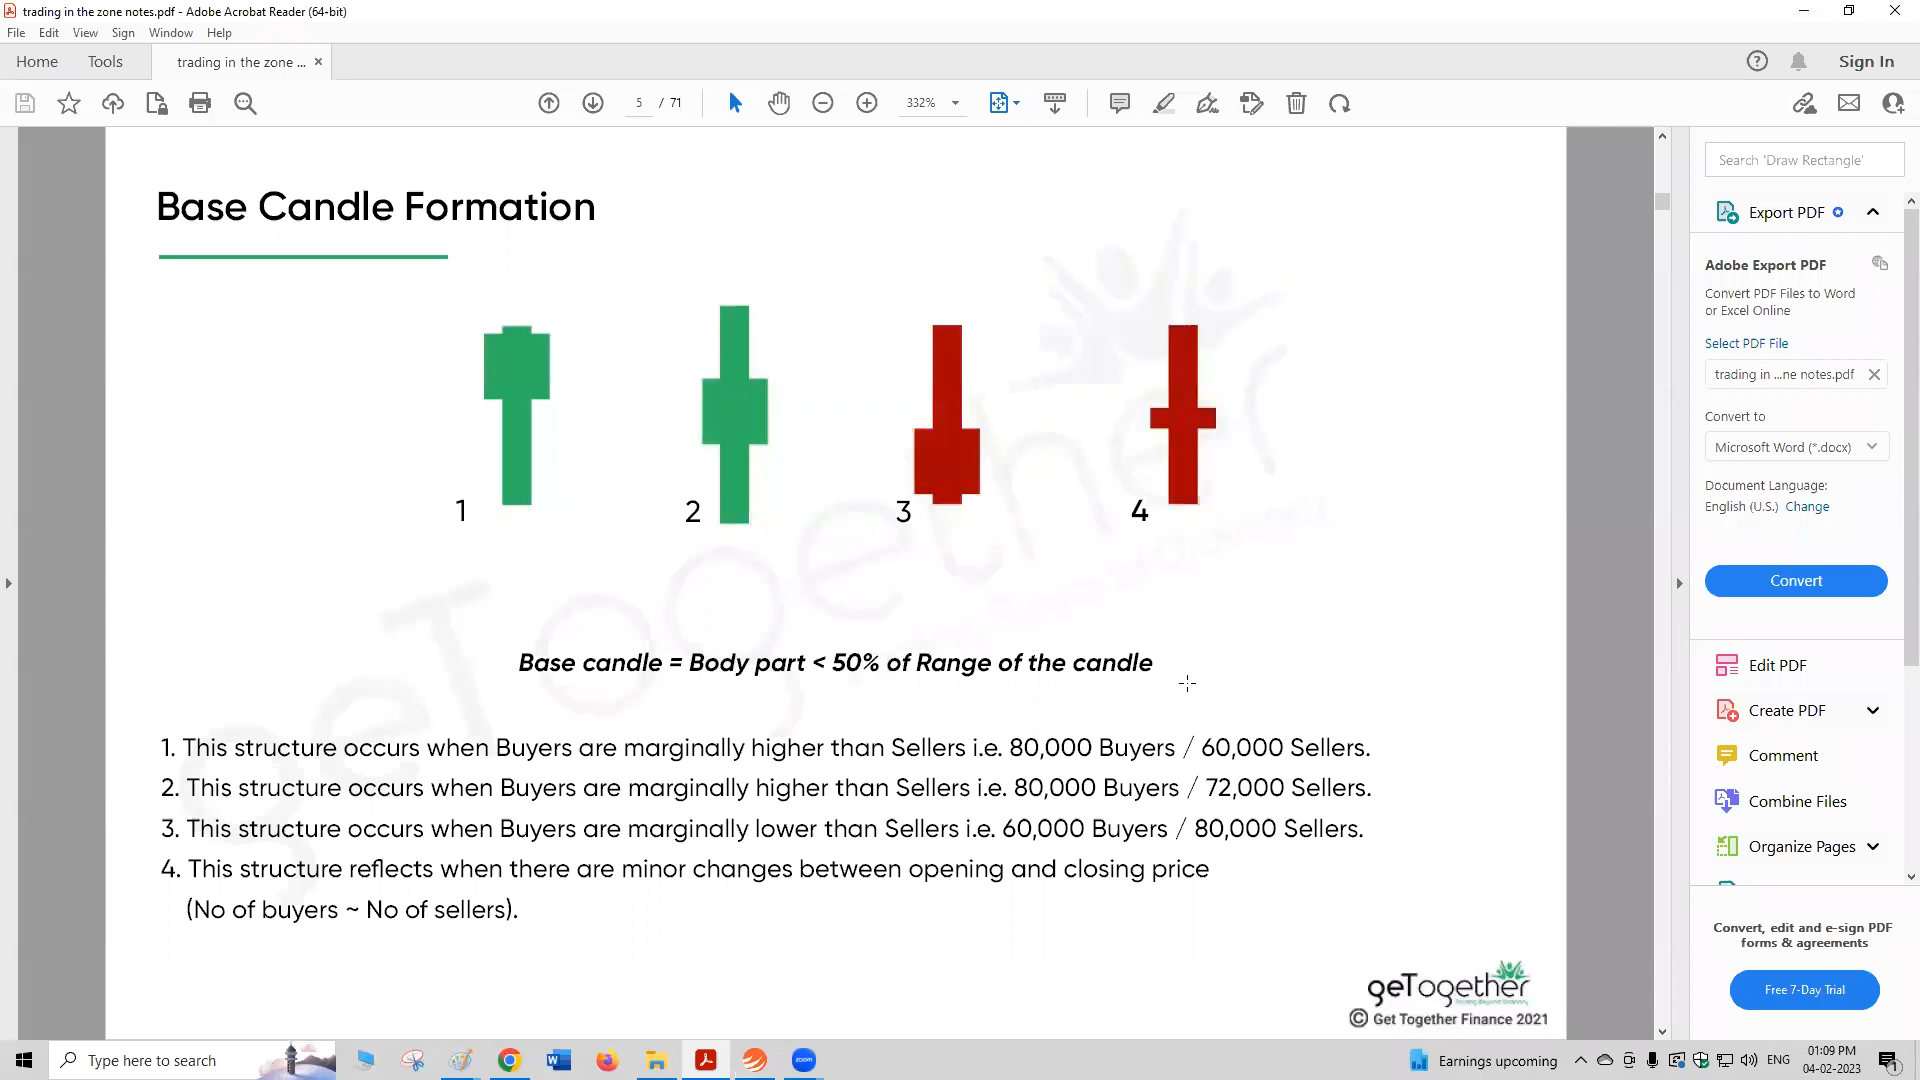 trading in the zone notes.pdf - Adobe Acrobat Reader (64-bit)
File Edit View Sign Window Help
Home Tools trading in the zone ... ×
Sign In
5 / 71 332%
Search 'Draw Rectangle'
Export PDF
Adobe Export PDF
Convert PDF Files to Word
or Excel Online
Select PDF File
trading in ...ne notes.pdf
Convert to
Microsoft Word (*.docx)
Document Language:
English (U.S.) Change
Convert
Edit PDF
Create PDF
Comment
Combine Files
Organize Pages
Convert, edit and e-sign PDF
forms & agreements
Free 7-Day Trial
Base Candle Formation
1 2 3 4
geTogether
Base candle = Body part < 50% of Range of the candle
1. This structure occurs when Buyers are marginally higher than Sellers i.e. 80,000 Buyers / 60,000 Sellers.
2. This structure occurs when Buyers are marginally higher than Sellers i.e. 80,000 Buyers / 72,000 Sellers.
3. This structure occurs when Buyers are marginally lower than Sellers i.e. 60,000 Buyers / 80,000 Sellers.
4. This structure reflects when there are minor changes between opening and closing price
(No of buyers ~ No of sellers).
geTogether
© Get Together Finance 2021
Type here to search
zoom
Earnings upcoming
ENG
01:09 PM
04-02-2023
1